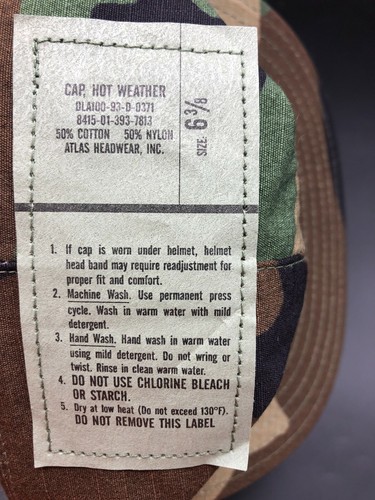 CAP, HOT WEATHER
DLA100-93-D-0371
8415-01-393-7813
50% COTTON 50% NYLON
ATLAS HEADWEAR, INC.
SIZE: 6 3/8
1. If cap is worn under helmet, helmet
head band may require readjustment for
proper fit and comfort.
2. Machine Wash. Use permanent press
cycle. Wash in warm water with mild
detergent.
3. Hand Wash. Hand wash in warm water
using mild detergent. Do not wring or
twist. Rinse in clean warm water.
4. DO NOT USE CHLORINE BLEACH
OR STARCH.
5. Dry at low heat (Do not exceed 130°F).
DO NOT REMOVE THIS LABEL